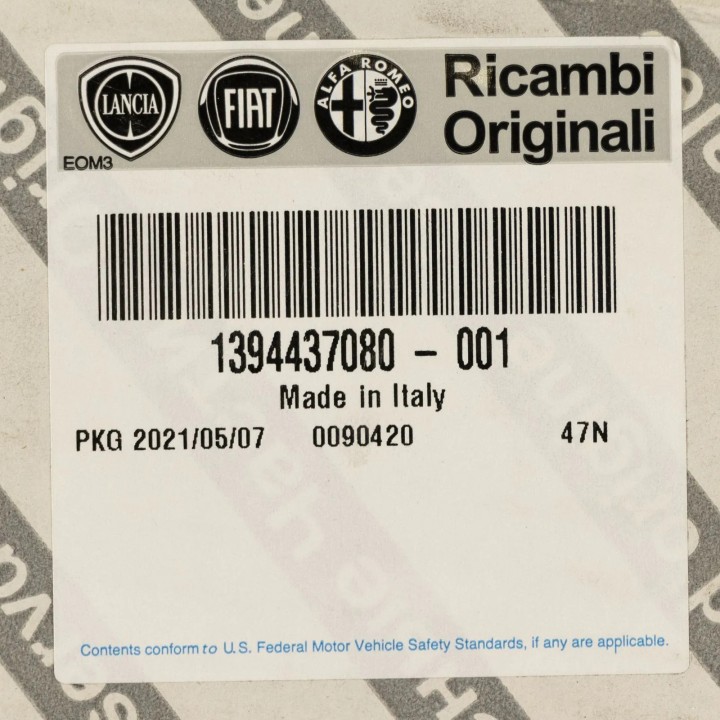 LANCIA FIAT ALFA ROMEO Ricambi
Originali
EOM3
1394437080 - 001
Made in Italy
PKG 2021/05/07 0090420 47N
Contents conform to U.S. Federal Motor Vehicle Safety Standards, if any are applicable.